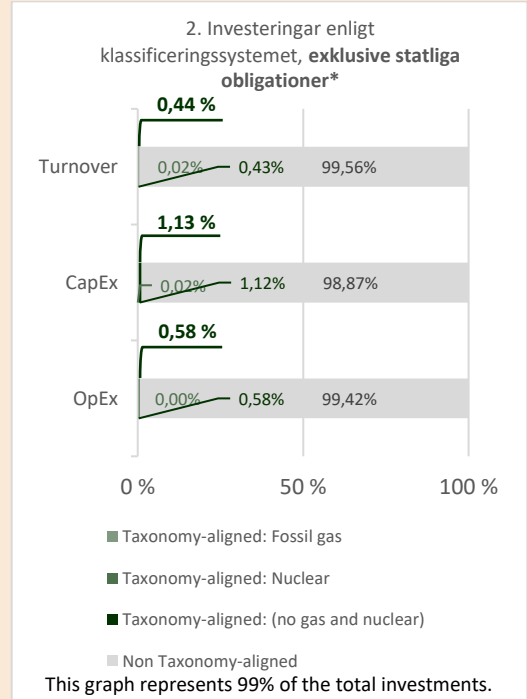 2. Investeringar enligt
klassificeringssystemet, exklusive statliga
obligationer*
0,44 %
Turnover 0,02% 0,43% 99,56%
1,13 %
CapEx 0,02% 1,12% 98,87%
0,58 %
OpEx 0,00% 0,58% 99,42%
0 % 50 % 100 %
Taxonomy-aligned: Fossil gas
Taxonomy-aligned: Nuclear
Taxonomy-aligned: (no gas and nuclear)
Non Taxonomy-aligned
This graph represents 99% of the total investments.